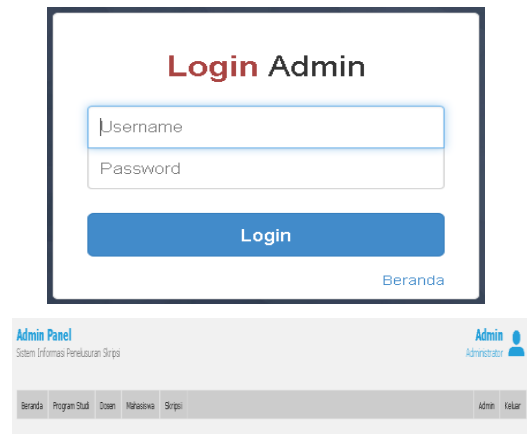 Login Admin
Username
Password
Login
Beranda
Admin Panel
Sistem Informasi Penelusuran Skripsi
Admin
Administrator
Beranda Program Studi Dosen Mahasiswa Skripsi Admin Keluar